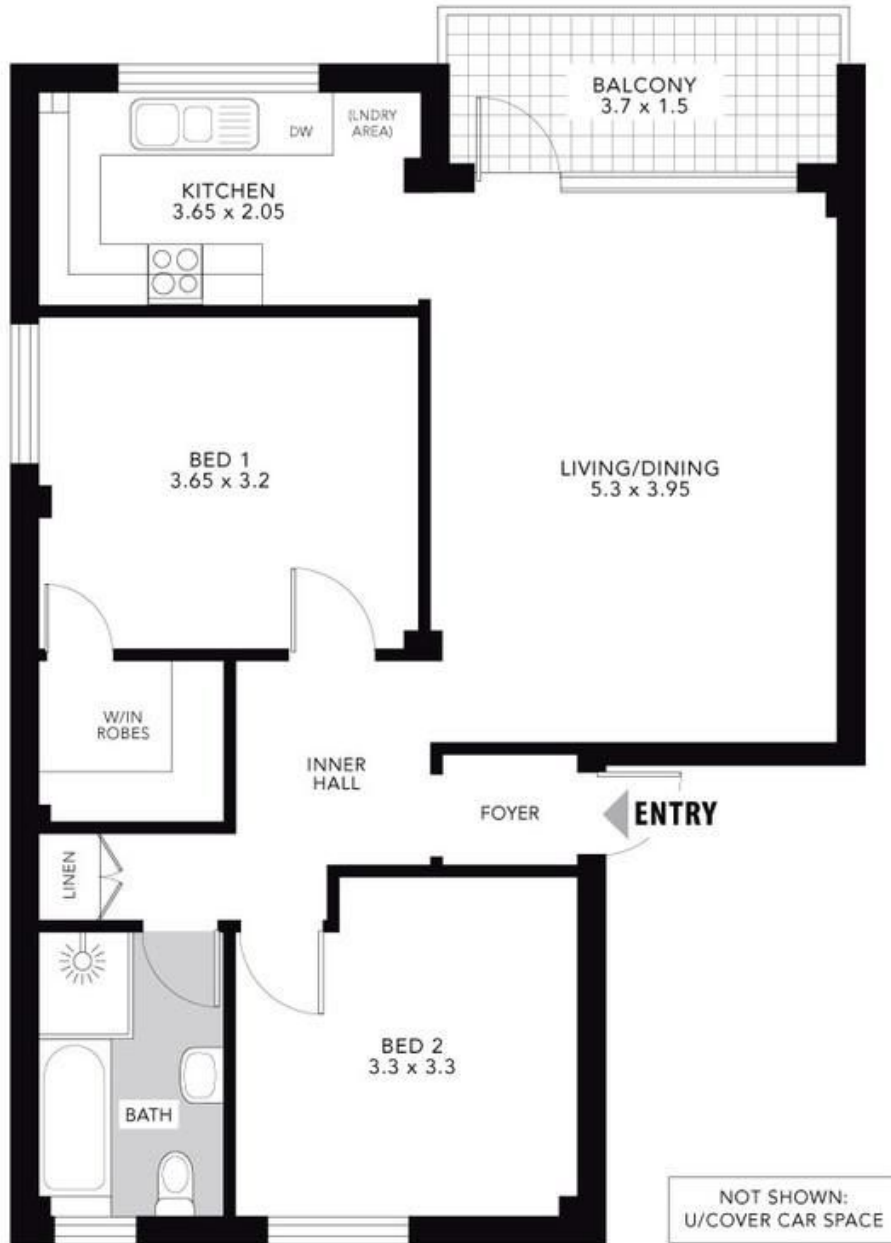 BALCONY
3.7 x 1.5
(LNDRY
AREA)
DW
KITCHEN
3.65 x 2.05
BED 1
3.65 x 3.2
LIVING/DINING
5.3 x 3.95
W/IN
ROBES
INNER
HALL
FOYER
ENTRY
LINEN
BED 2
3.3 x 3.3
BATH
NOT SHOWN:
U/COVER CAR SPACE